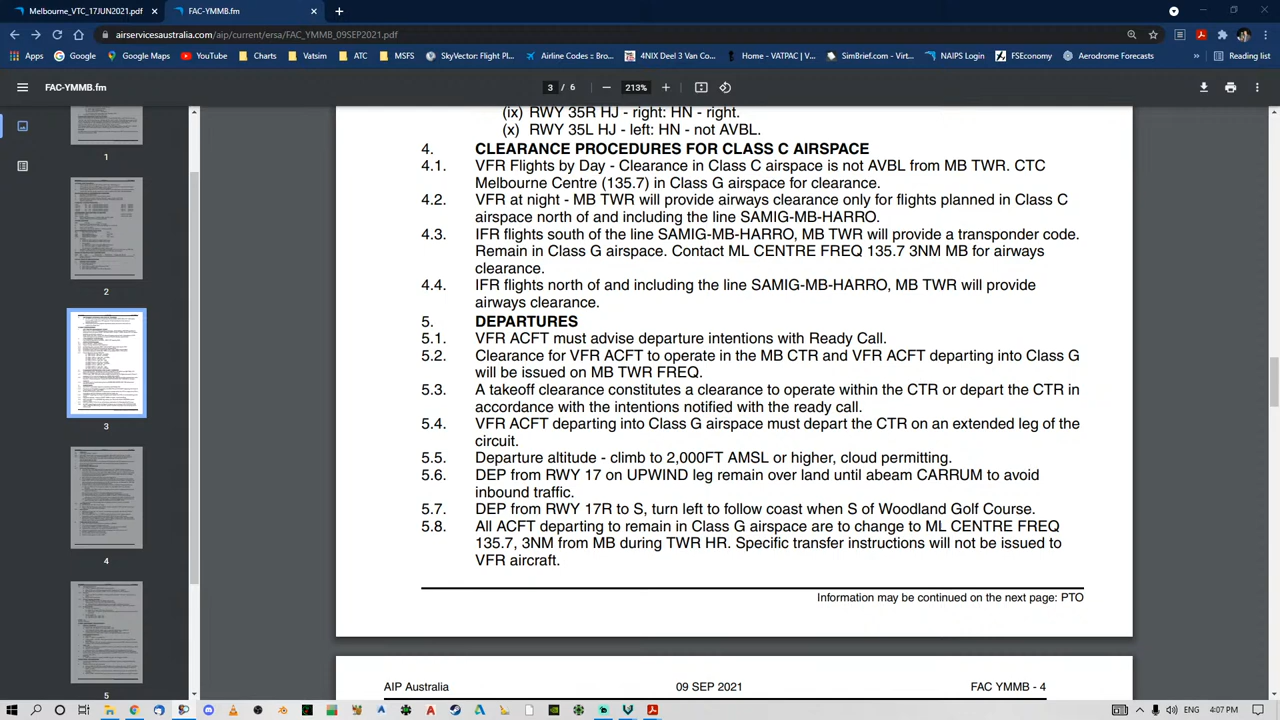 Melbourne_VTC_17JUN2021.pdf
FAC-YMMB.fm
airservicesaustralia.com/aip/current/ersa/FAC_YMMB_09SEP2021.pdf
Apps
Google Maps
YouTube
Charts
Vatsim
ATC
MSFS
SkyVector: Flight Pl...
Airline Codes :: Bro...
4NIX Deel 3 Van Co...
Home - VATPAC | W...
SimBrief.com - Virt...
NAIPS Login
FSEconomy
Aerodrome Forecas...
»
Reading list
FAC-YMMB.fm
3 / 6
213%
1
2
3
4
5
(ix) RWY 35R HJ - right: HN - right.
(x) RWY 35L HJ - left: HN - not AVBL.
4. CLEARANCE PROCEDURES FOR CLASS C AIRSPACE
4.1. VFR Flights by Day - Clearance in Class C airspace is not AVBL from MB TWR. CTC
Melbourne Centre (135.7) in Class G airspace for clearance.
4.2. VFR by night - MB TWR will provide airways clearance only for flights planned in Class C
airspace north of and including the line SAMIG-MB-HARRO.
4.3. IFR flights south of the line SAMIG-MB-HARRO, MB TWR will provide a transponder code.
Remain in Class G airspace. Contact ML CENTRE FREQ 135.7 3NM MB for airways
clearance.
4.4. IFR flights north of and including the line SAMIG-MB-HARRO, MB TWR will provide
airways clearance.
5. DEPARTURES
5.1. VFR ACFT must advise departure intentions with Ready Call.
5.2. Clearance for VFR ACFT to operate in the MB CTR and VFR ACFT departing into Class G
will be issued on MB TWR FREQ.
5.3. A takeoff clearance constitutes a clearance to operate within the CTR or depart the CTR in
accordance with the intentions notified with the ready call.
5.4. VFR ACFT departing into Class G airspace must depart the CTR on an extended leg of the
circuit.
5.5. Departure altitude - climb to 2,000FT AMSL or higher, cloud permitting.
5.6. DEP from RWY 17 on UPWIND leg remain over land until abeam CARRUM to avoid
inbound traffic.
5.7. DEP from RWY 17R to S, turn left to follow coast when S of Woodland Golf Course.
5.8. All ACFT departing to remain in Class G airspace are to change to ML CENTRE FREQ
135.7, 3NM from MB during TWR HR. Specific transfer instructions will not be issued to
VFR aircraft.
Information may be continued on the next page: PTO
AIP Australia
09 SEP 2021
FAC YMMB - 4
ENG
4:07 PM